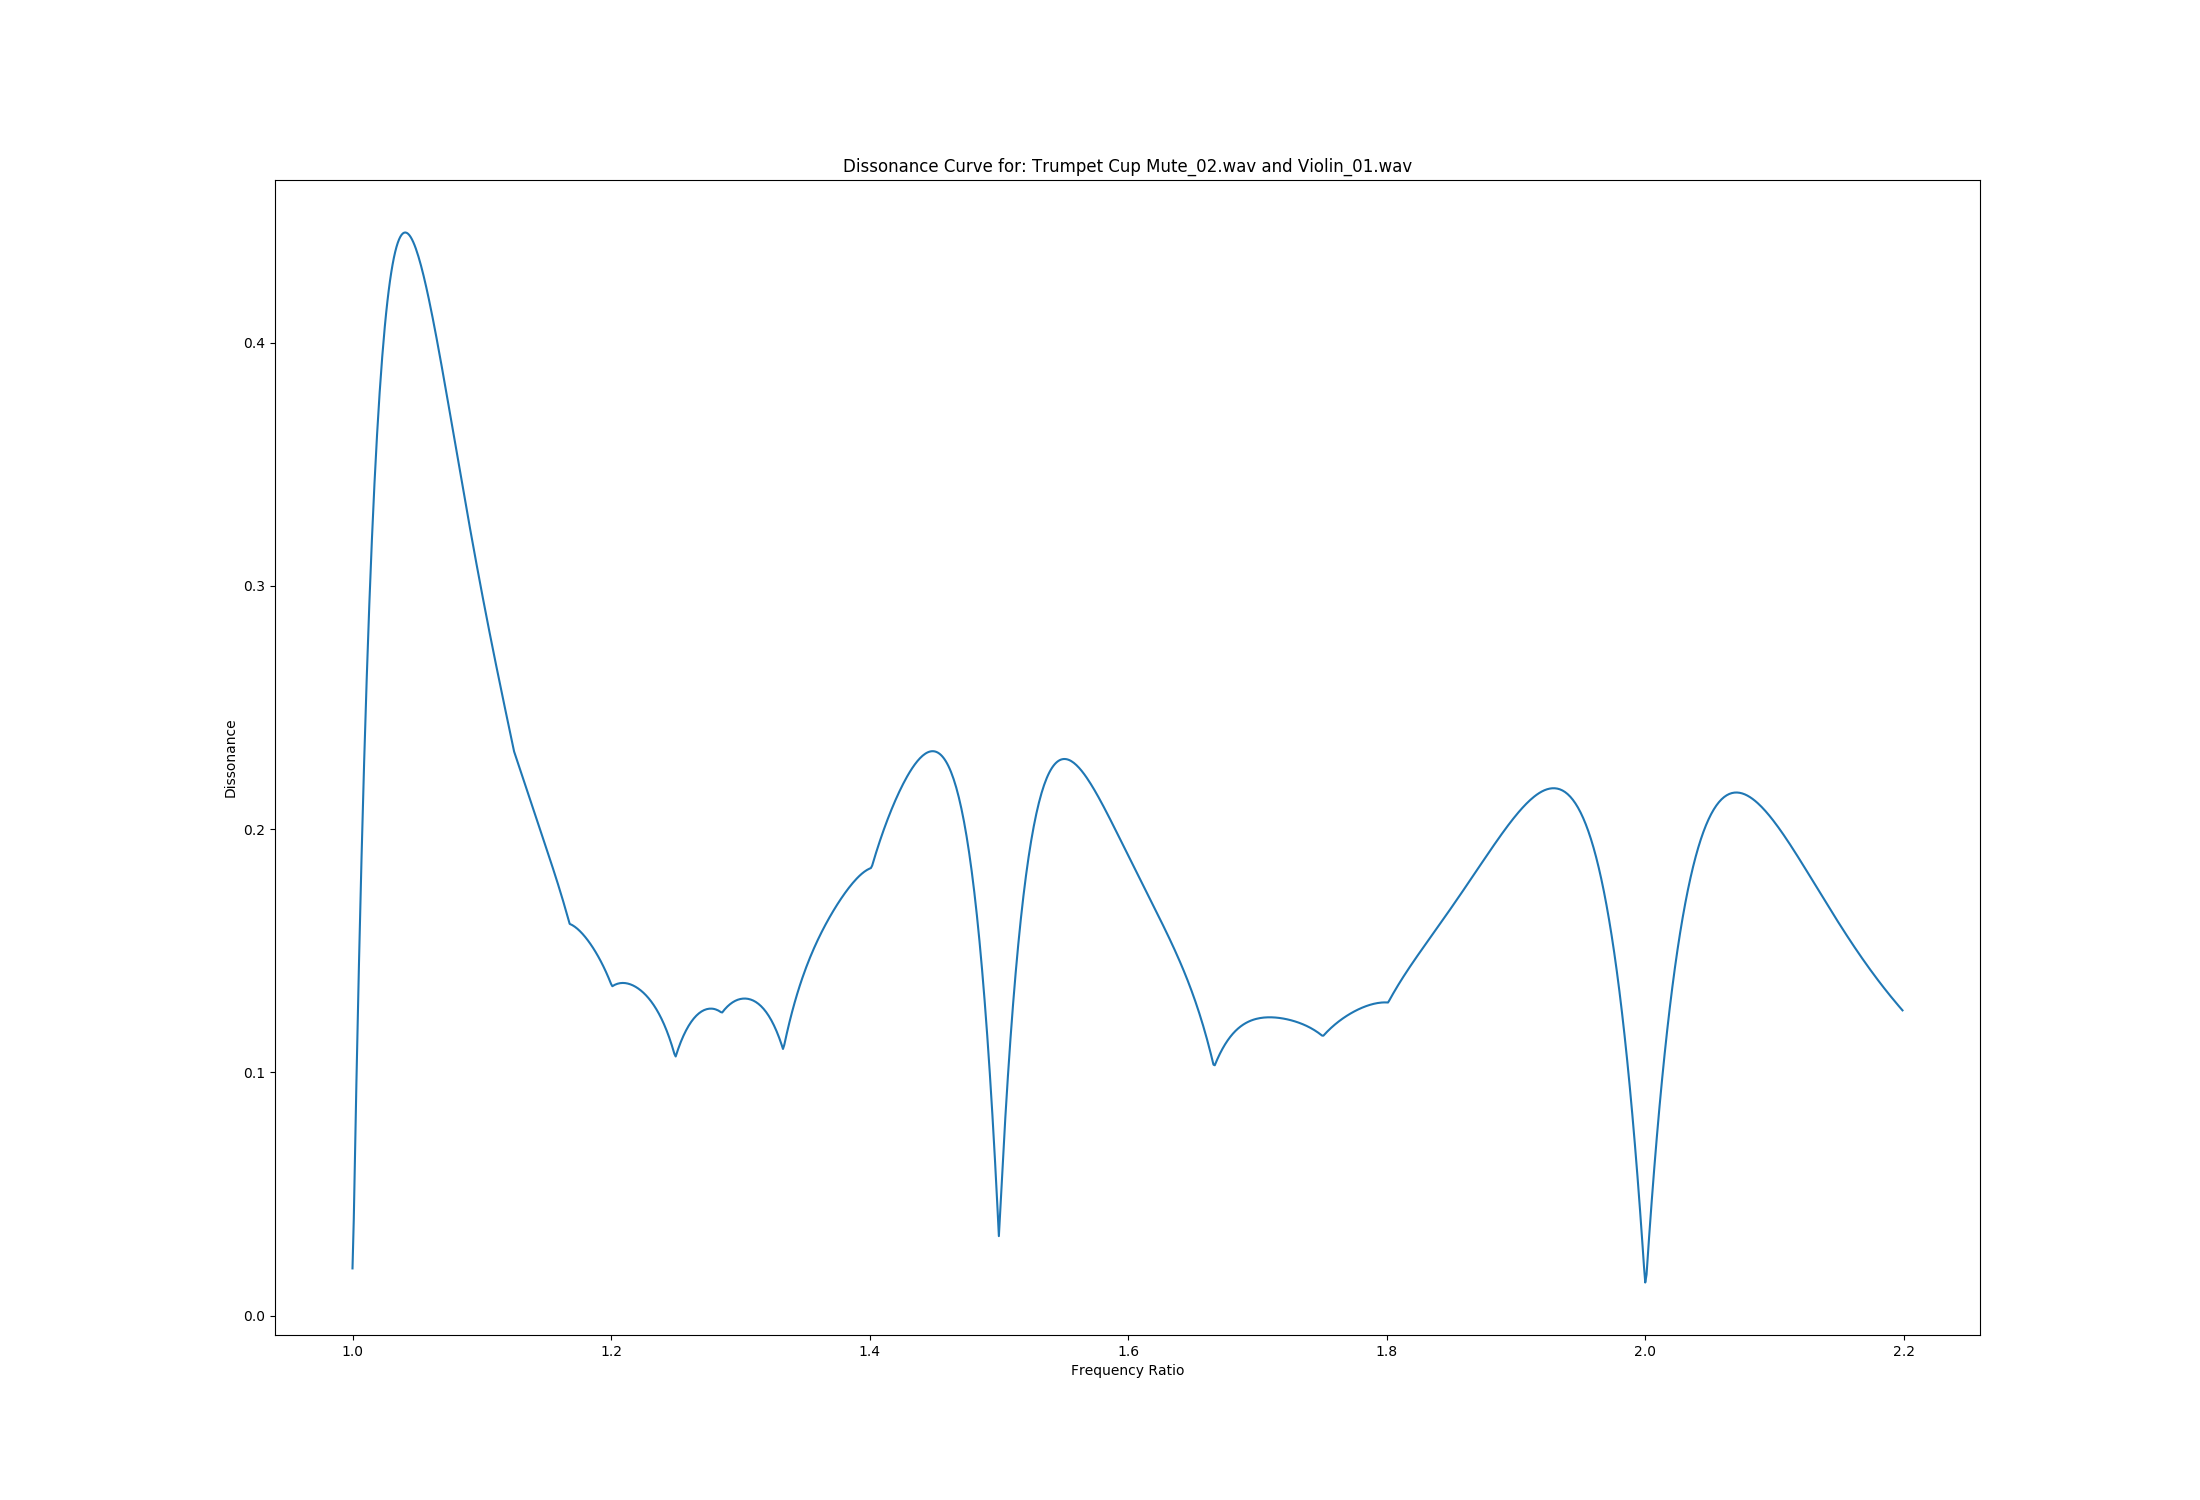 Dissonance Curve for: Trumpet Cup Mute_02.wav and Violin_01.wav
0.4
0.3
0.2
0.1
0.0
Dissonance
1.0 1.2 1.4 1.6 1.8 2.0 2.2
Frequency Ratio